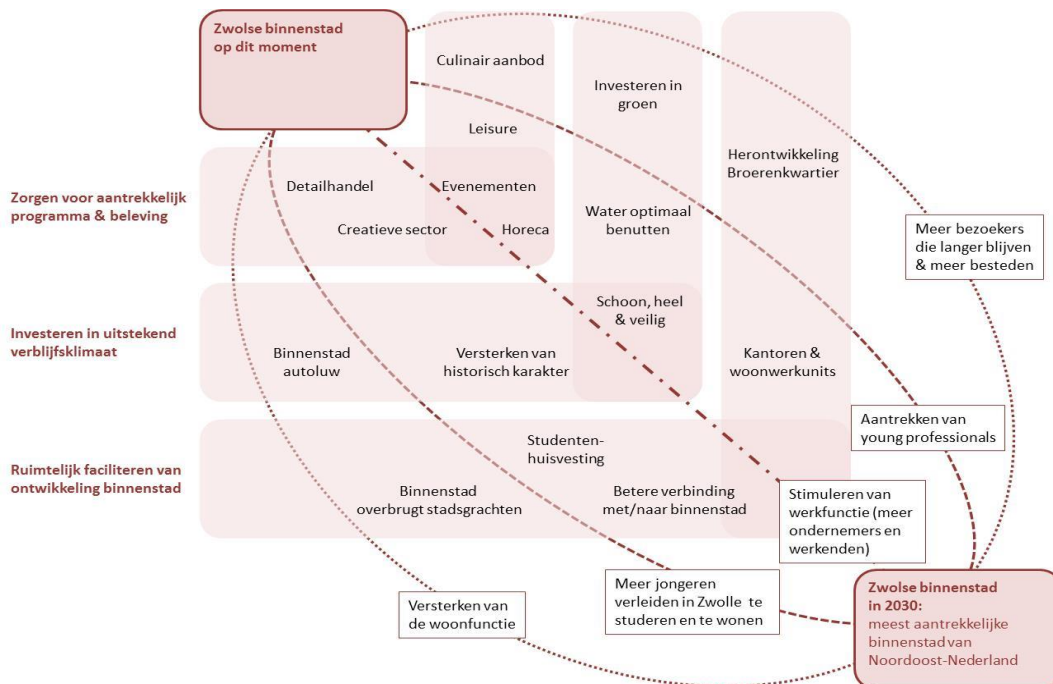 Zwolse binnenstad
op dit moment
Culinair aanbod
Investeren in
groen
Leisure
Herontwikkeling
Broerenkwartier
Zorgen voor aantrekkelijk
programma & beleving
Detailhandel
Evenementen
Creatieve sector
Horeca
Water optimaal
benutten
Meer bezoekers
die langer blijven
& meer besteden
Investeren in uitstekend
verblijfsklimaat
Schoon, heel
& veilig
Binnenstad
autoluw
Versterken van
historisch karakter
Kantoren &
woonwerkunits
Aantrekken van
young professionals
Ruimtelijk faciliteren van
ontwikkeling binnenstad
Studenten-
huisvesting
Binnenstad
overbrugt stadsgrachten
Betere verbinding
met/naar binnenstad
Stimuleren van
werkfunctie (meer
ondernemers en
werkenden)
Versterken van
de woonfunctie
Meer jongeren
verleiden in Zwolle te
studeren en te wonen
Zwolse binnenstad
in 2030:
meest aantrekkelijke
binnenstad van
Noordoost-Nederland